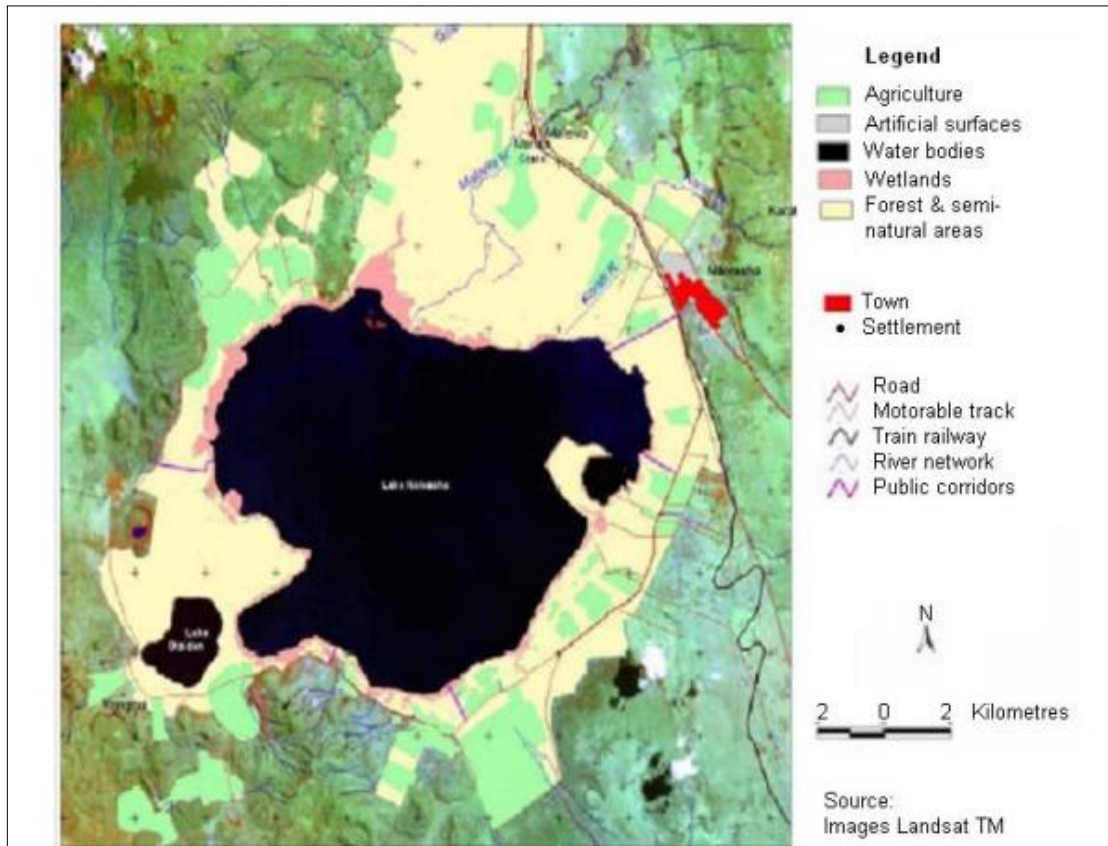 Legend
Agriculture
Artificial surfaces
Water bodies
Wetlands
Forest & semi-
natural areas
Town
Settlement
Road
Motorable track
Train railway
River network
Public corridors
N
2 0 2 Kilometres
Source:
Images Landsat TM
Naivasha
Lake Naivasha
Lake